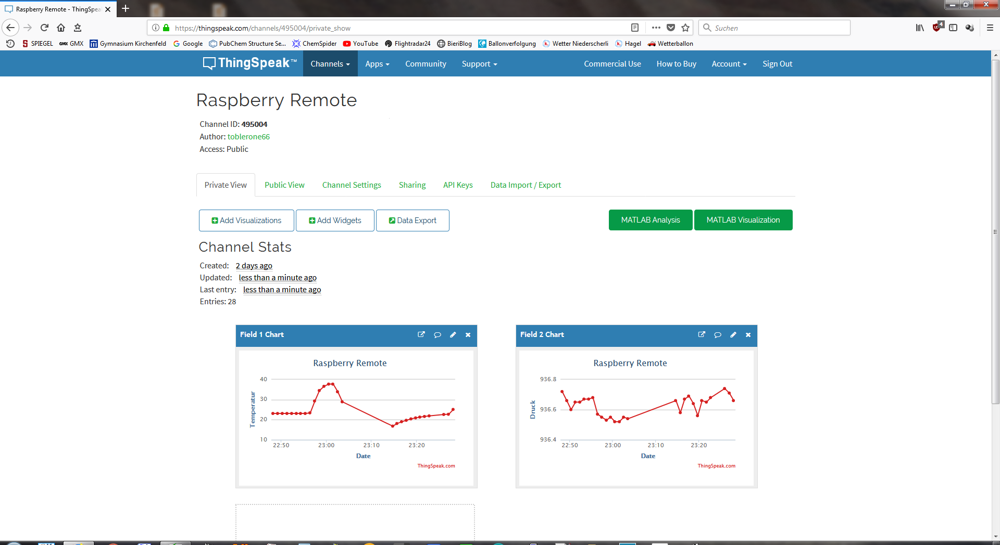 Raspberry Remote - ThingSpea
https://thingspeak.com/channels/495004/private_show
Suchen
4
SPIEGEL GMX GMX Gymnasium Kirchenfeld Google PubChem Structure Se... ChemSpider YouTube Flightradar24 BieriBlog Ballonverfolgung Wetter Niederscherli Hagel Wetterballon
ThingSpeak™ Channels Apps Community Support Commercial Use How to Buy Account Sign Out
Raspberry Remote
Channel ID: 495004
Author: toblerone66
Access: Public
Private View Public View Channel Settings Sharing API Keys Data Import / Export
Add Visualizations Add Widgets Data Export MATLAB Analysis MATLAB Visualization
Channel Stats
Created: 2 days ago
Updated: less than a minute ago
Last entry: less than a minute ago
Entries: 28
Field 1 Chart
Raspberry Remote
Temperatur
40
30
20
10
22:50 23:00 23:10 23:20
Date
ThingSpeak.com
Field 2 Chart
Raspberry Remote
Druck
936.8
936.6
936.4
22:50 23:00 23:10 23:20
Date
ThingSpeak.com